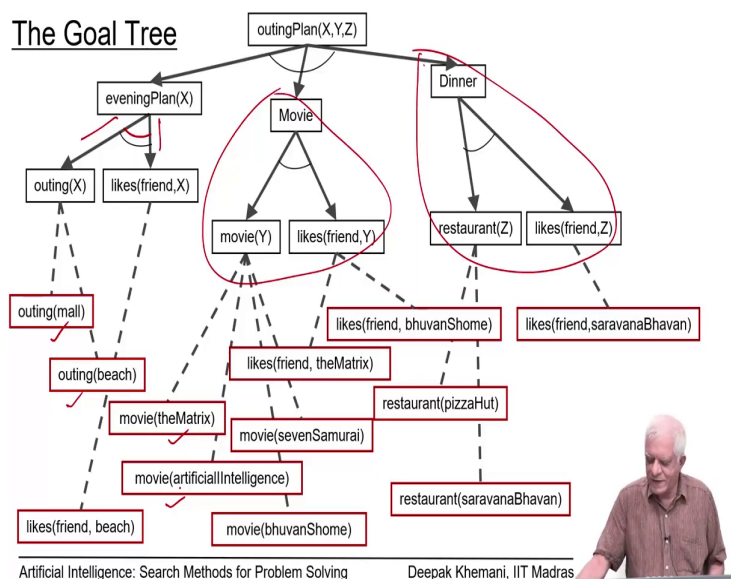 The Goal Tree
outingPlan(X,Y,Z)
eveningPlan(X)
Movie
Dinner
outing(X)
likes(friend,X)
movie(Y)
likes(friend,Y)
restaurant(Z)
likes(friend,Z)
outing(mall)
likes(friend, bhuvanShome)
likes(friend,saravanaBhavan)
outing(beach)
likes(friend, theMatrix)
movie(theMatrix)
restaurant(pizzaHut)
movie(sevenSamurai)
movie(artificialIntelligence)
restaurant(saravanaBhavan)
likes(friend, beach)
movie(bhuvanShome)
Artificial Intelligence: Search Methods for Problem Solving
Deepak Khemani, IIT Madras